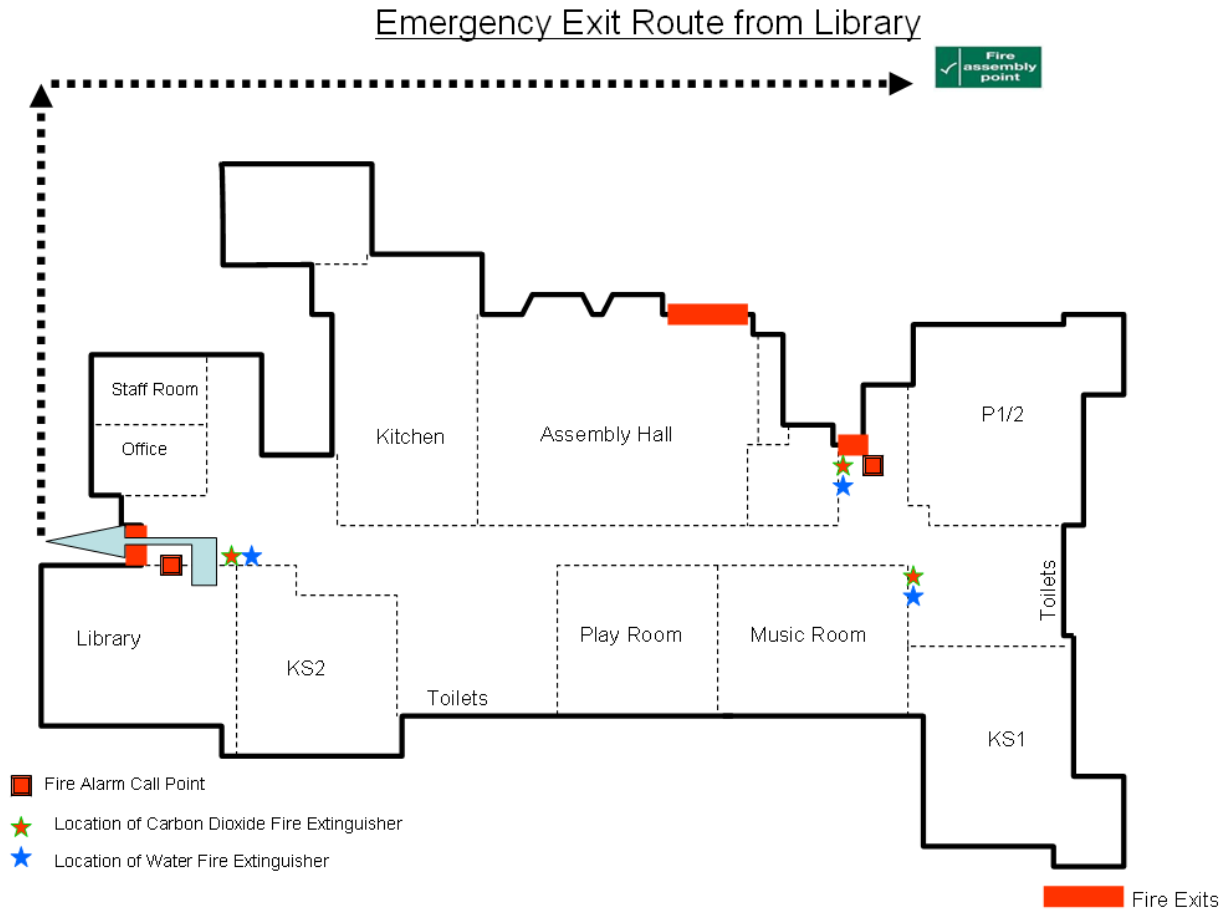 Emergency Exit Route from Library
Fire
assembly
point
Staff Room
Office
Kitchen
Assembly Hall
P1/2
Library
KS2
Toilets
Play Room
Music Room
Toilets
KS1
Fire Alarm Call Point
Location of Carbon Dioxide Fire Extinguisher
Location of Water Fire Extinguisher
Fire Exits